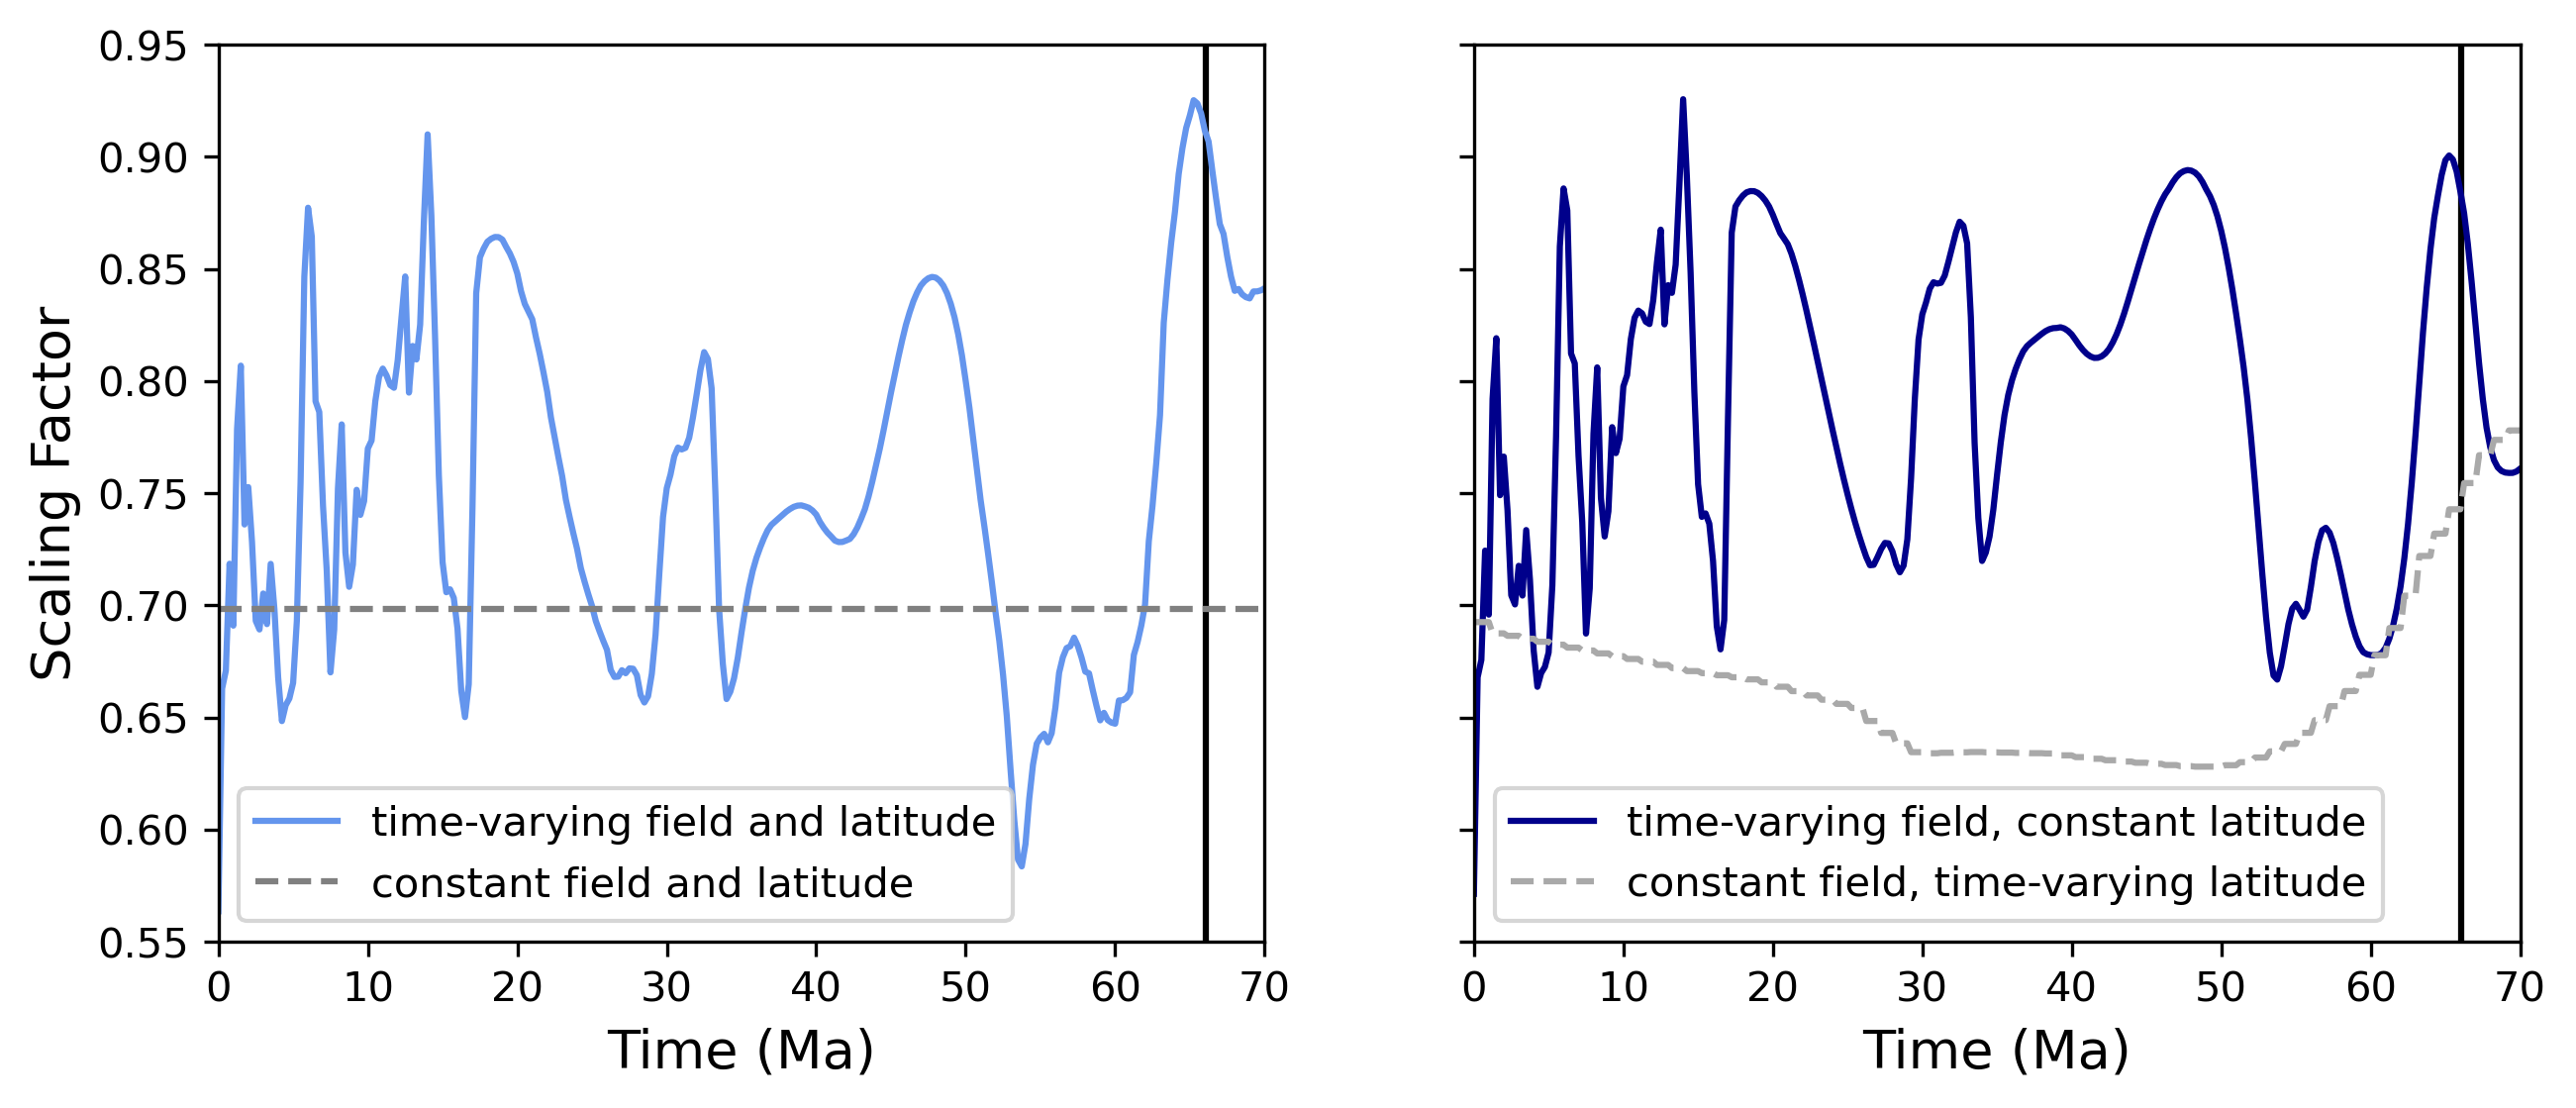 0.95
0.90
0.85
0.80
0.75
0.70
0.65
0.60
0.55
Scaling Factor
time-varying field and latitude
constant field and latitude
0 10 20 30 40 50 60 70
Time (Ma)
time-varying field, constant latitude
constant field, time-varying latitude
0 10 20 30 40 50 60 70
Time (Ma)